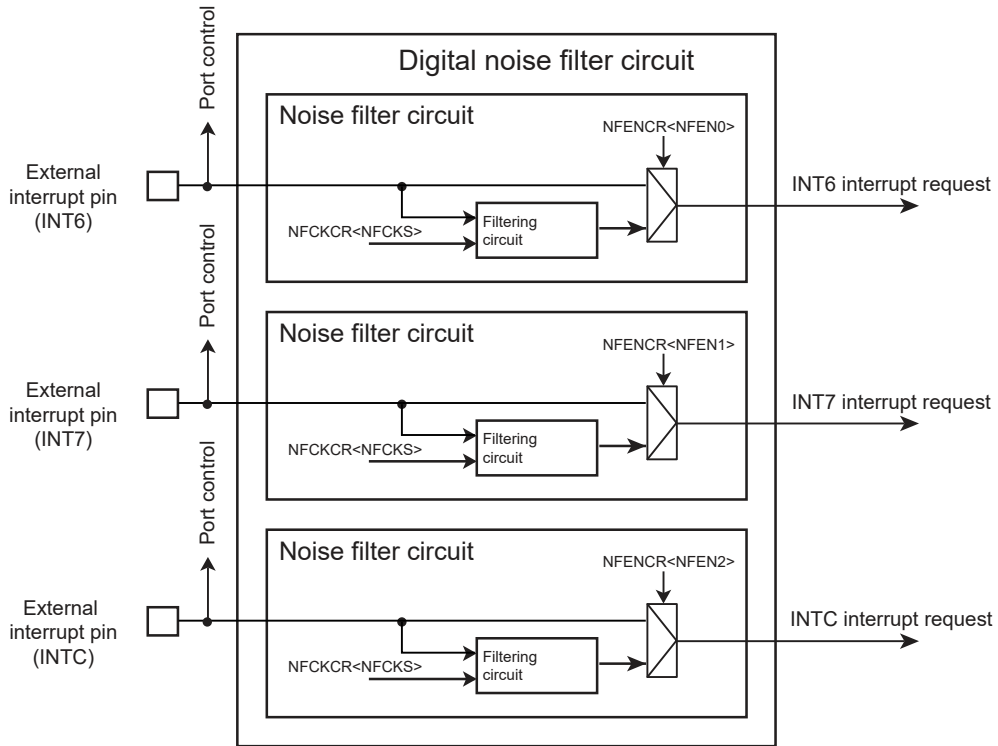 Digital noise filter circuit
Port control
Noise filter circuit
NFENCR<NFEN0>
External
interrupt pin
(INT6)
INT6 interrupt request
NFCKCR<NFCKS>
Filtering
circuit
Port control
Noise filter circuit
NFENCR<NFEN1>
External
interrupt pin
(INT7)
INT7 interrupt request
NFCKCR<NFCKS>
Filtering
circuit
Port control
Noise filter circuit
NFENCR<NFEN2>
External
interrupt pin
(INTC)
INTC interrupt request
NFCKCR<NFCKS>
Filtering
circuit